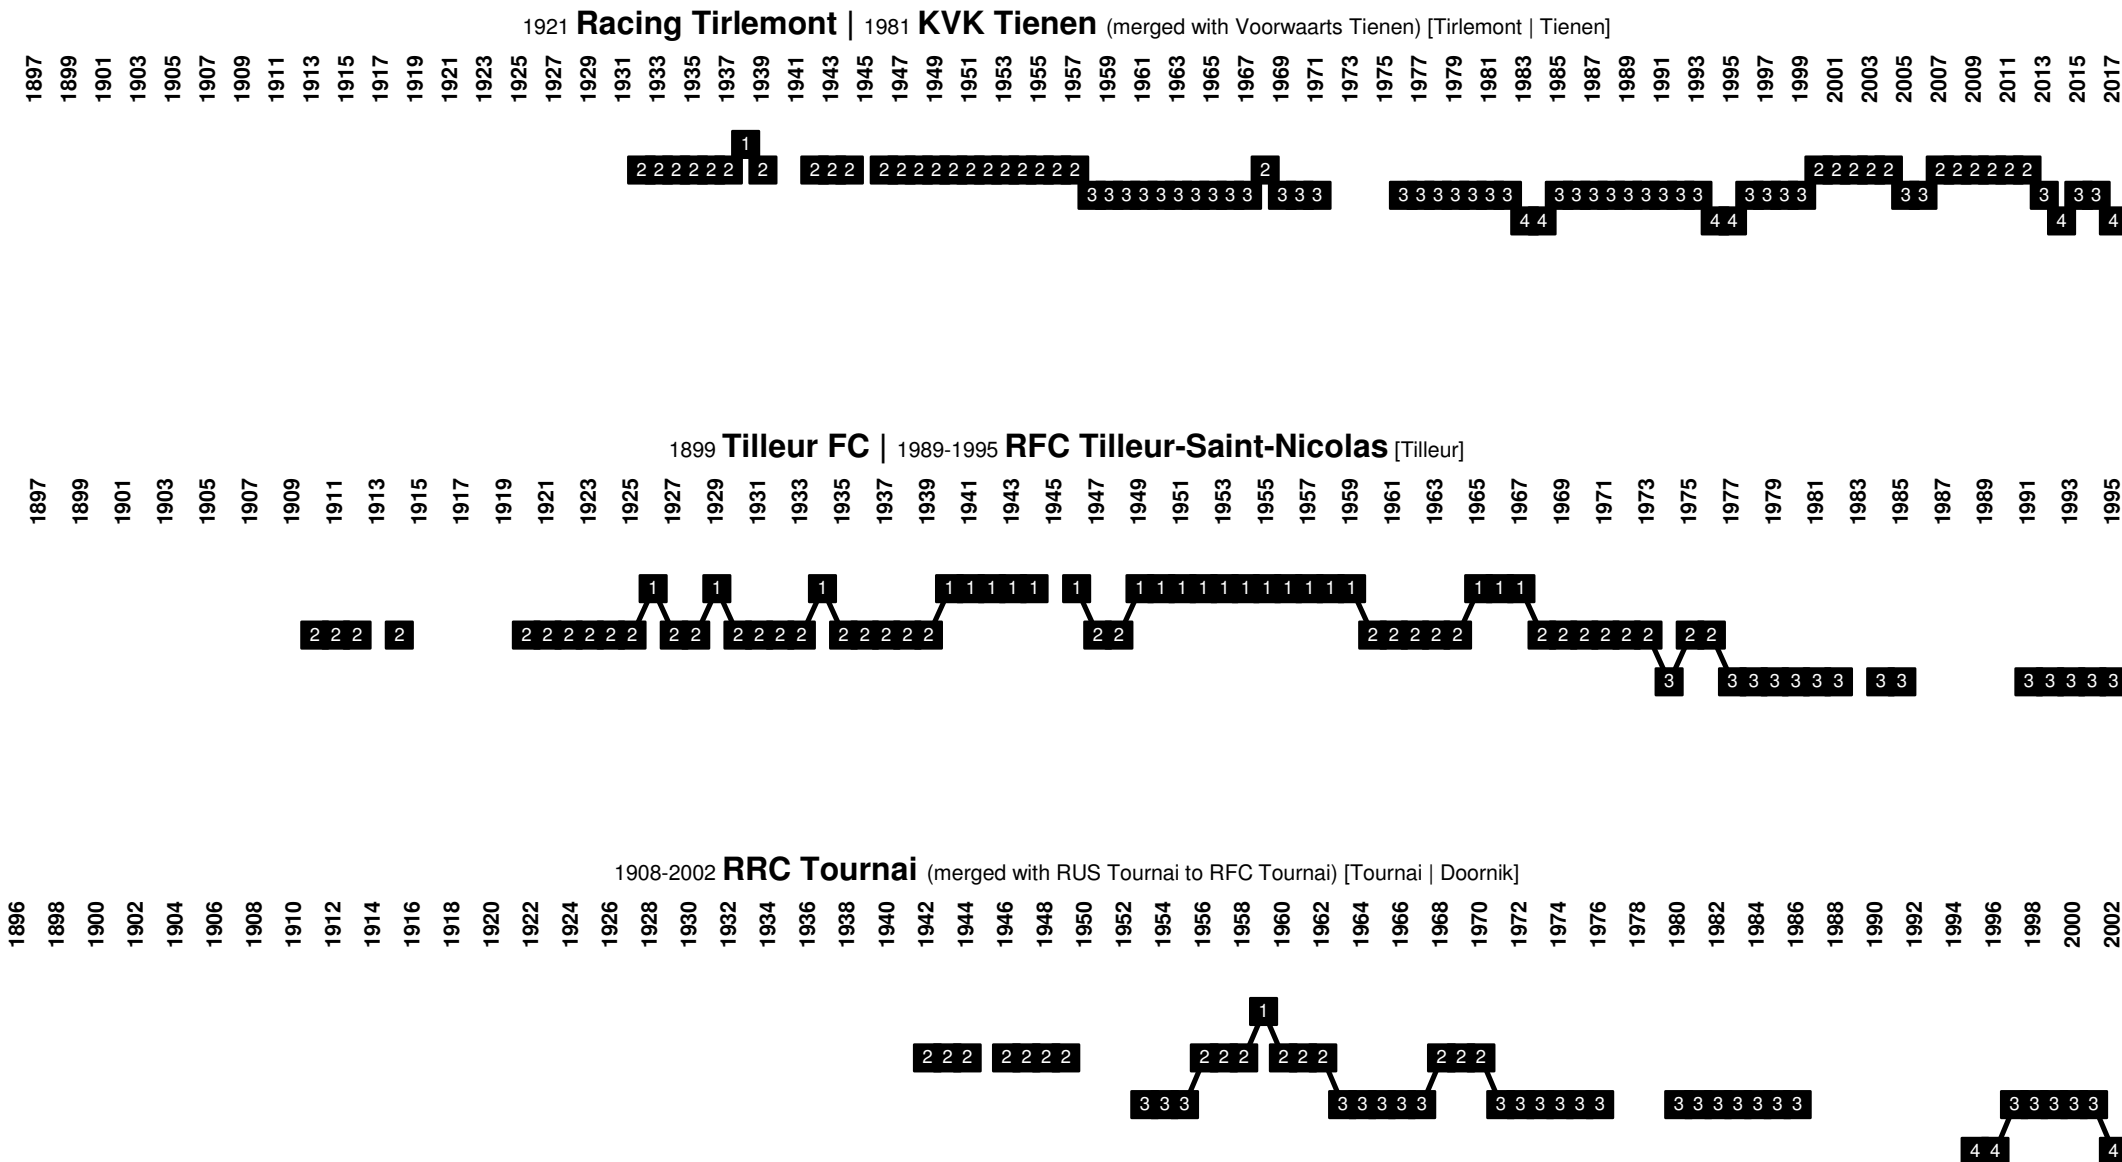 1921 Racing Tirlemont | 1981 KVK Tienen (merged with Voorwaarts Tienen) [Tirlemont | Tienen]
1897 1899 1901 1903 1905 1907 1909 1911 1913 1915 1917 1919 1921 1923 1925 1927 1929 1931 1933 1935 1937 1939 1941 1943 1945 1947 1949 1951 1953 1955 1957 1959 1961 1963 1965 1967 1969 1971 1973 1975 1977 1979 1981 1983 1985 1987 1989 1991 1993 1995 1997 1999 2001 2003 2005 2007 2009 2011 2013 2015 2017
1
2 2 2 2 2 2 2 2 2 2 2 2 2 2 2 2 2 2 2 2 2 2 2 2 2 2 2 2 2 2 2 2 2 2
3 3 3 3 3 3 3 3 3 3 3 3 3 3 3 3 3 3 3 3 3 3 3 3 3 3 3 3 3 3 3 3 3 3 3 3 3 3
4 4 4 4 4 4
1899 Tilleur FC | 1989-1995 RFC Tilleur-Saint-Nicolas [Tilleur]
1897 1899 1901 1903 1905 1907 1909 1911 1913 1915 1917 1919 1921 1923 1925 1927 1929 1931 1933 1935 1937 1939 1941 1943 1945 1947 1949 1951 1953 1955 1957 1959 1961 1963 1965 1967 1969 1971 1973 1975 1977 1979 1981 1983 1985 1987 1989 1991 1993 1995
1 1 1 1 1 1 1 1 1 1 1 1 1 1 1 1 1 1 1 1 1 1 1
2 2 2 2 2 2 2 2 2 2 2 2 2 2 2 2 2 2 2 2 2 2 2 2 2 2 2 2 2 2 2 2 2 2 2 2 2 2
3 3 3 3 3 3 3 3 3 3 3 3 3 3
1908-2002 RRC Tournai (merged with RUS Tournai to RFC Tournai) [Tournai | Doornik]
1896 1898 1900 1902 1904 1906 1908 1910 1912 1914 1916 1918 1920 1922 1924 1926 1928 1930 1932 1934 1936 1938 1940 1942 1944 1946 1948 1950 1952 1954 1956 1958 1960 1962 1964 1966 1968 1970 1972 1974 1976 1978 1980 1982 1984 1986 1988 1990 1992 1994 1996 1998 2000 2002
1
2 2 2 2 2 2 2 2 2 2 2 2 2 2 2 2
3 3 3 3 3 3 3 3 3 3 3 3 3 3 3 3 3 3 3 3 3 3 3 3 3 3
4 4 4